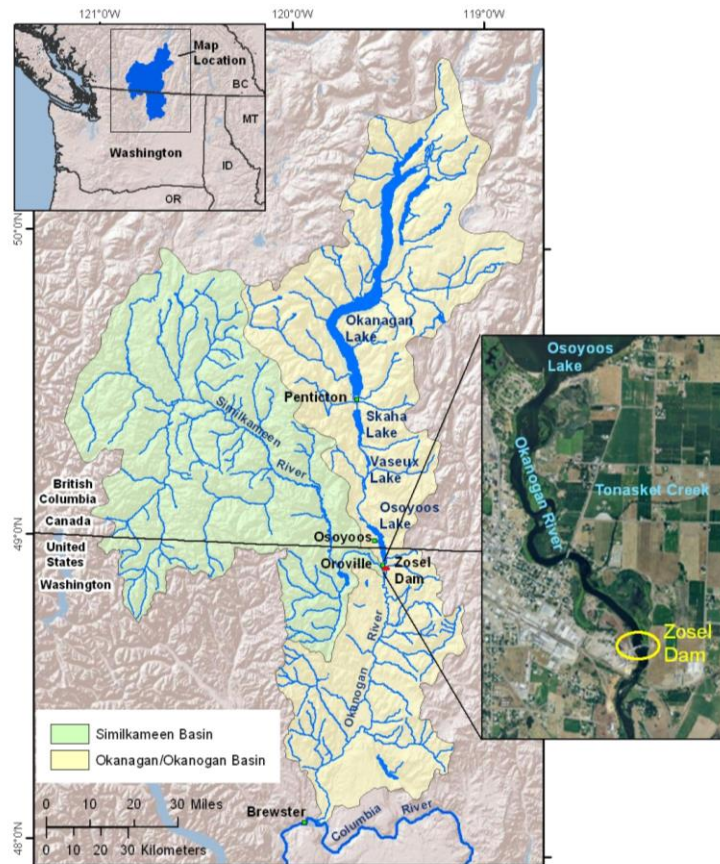 121°0'W
120°0'W
119°0'W
Map
Location
BC
Washington
MT
ID
OR
50°0'N
49°0'N
48°0'N
Okanagan
Lake
Penticton
Skaha
Lake
Similkameen
River
Vaseux
Lake
Osoyoos
Lake
British
Columbia
Canada
United
States
Washington
Osoyoos
Oroville
Zosel
Dam
Okanogan River
Osoyoos
Lake
Okanogan River
Tonasket Creek
Zosel
Dam
Similkameen Basin
Okanagan/Okanogan Basin
0 10 20 30 Miles
0 10 20 30 Kilometers
Brewster
Columbia River